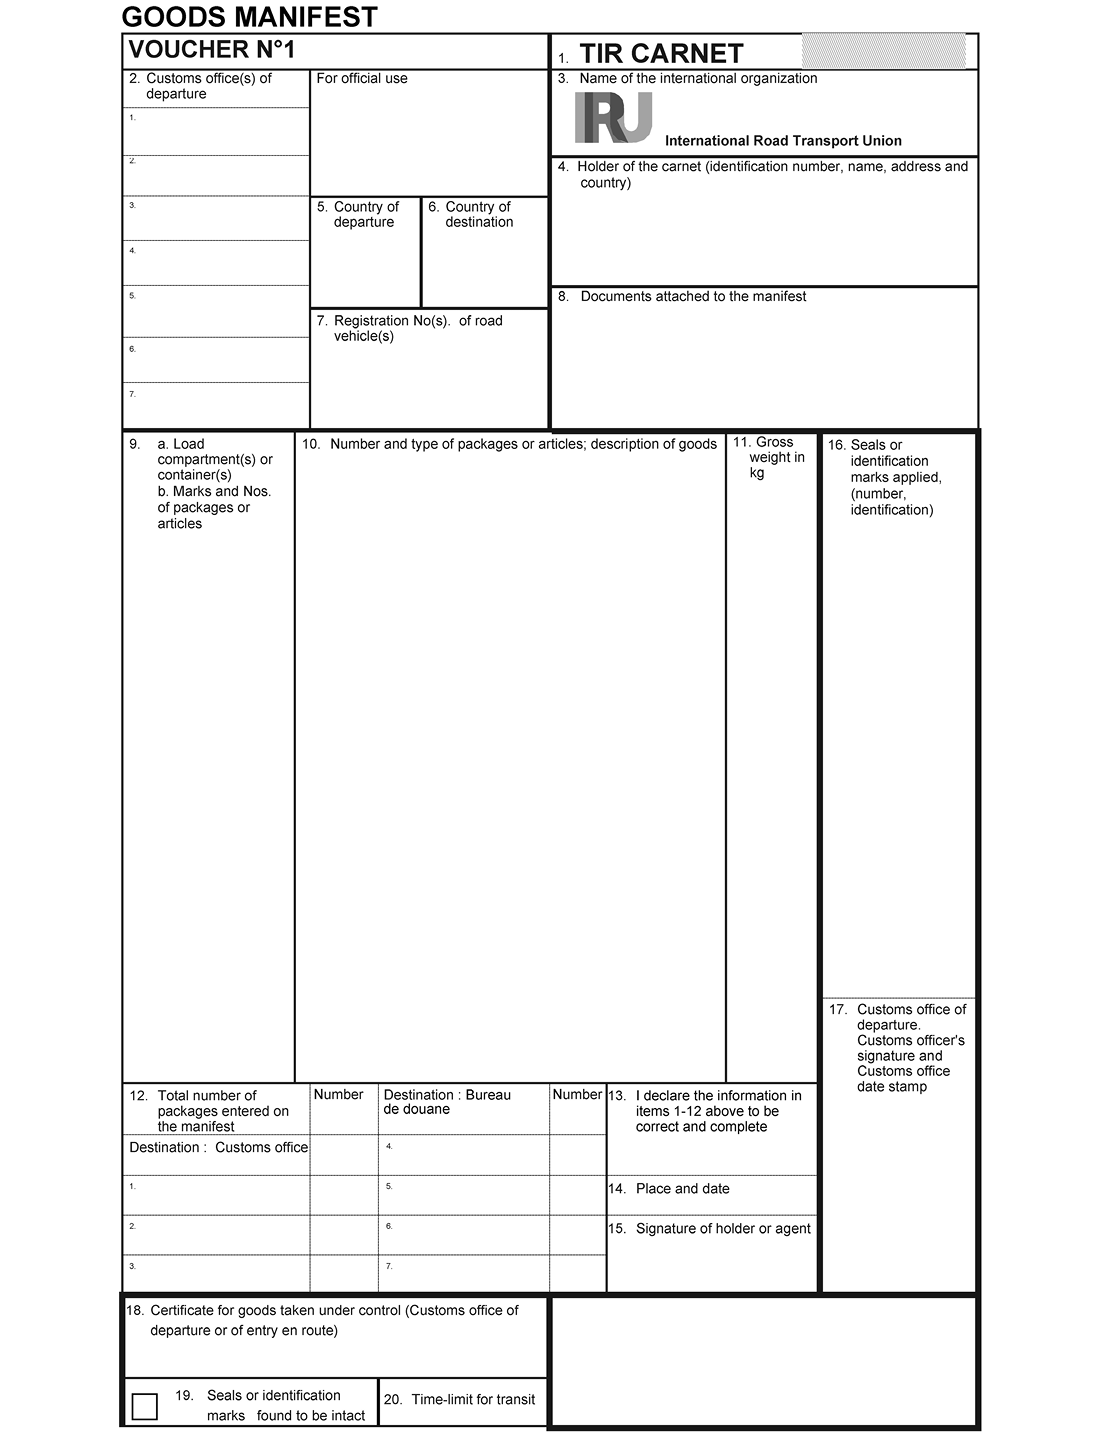 GOODS MANIFEST
VOUCHER N°1
1. TIR CARNET
2. Customs office(s) of
departure
1.
2.
3.
4.
5.
6.
7.
For official use
3. Name of the international organization
IRU
International Road Transport Union
4. Holder of the carnet (identification number, name, address and
country)
5. Country of
departure
6. Country of
destination
7. Registration No(s). of road
vehicle(s)
8. Documents attached to the manifest
9. a. Load
compartment(s) or
container(s)
b. Marks and Nos.
of packages or
articles
10. Number and type of packages or articles; description of goods
11. Gross
weight in
kg
16. Seals or
identification
marks applied,
(number,
identification)
17. Customs office of
departure.
Customs officer's
signature and
Customs office
date stamp
12. Total number of
packages entered on
the manifest
Number
Destination : Bureau
de douane
Number
Destination : Customs office
1.
2.
3.
4.
5.
6.
7.
13. I declare the information in
items 1-12 above to be
correct and complete
14. Place and date
15. Signature of holder or agent
18. Certificate for goods taken under control (Customs office of
departure or of entry en route)
19. Seals or identification
marks found to be intact
20. Time-limit for transit